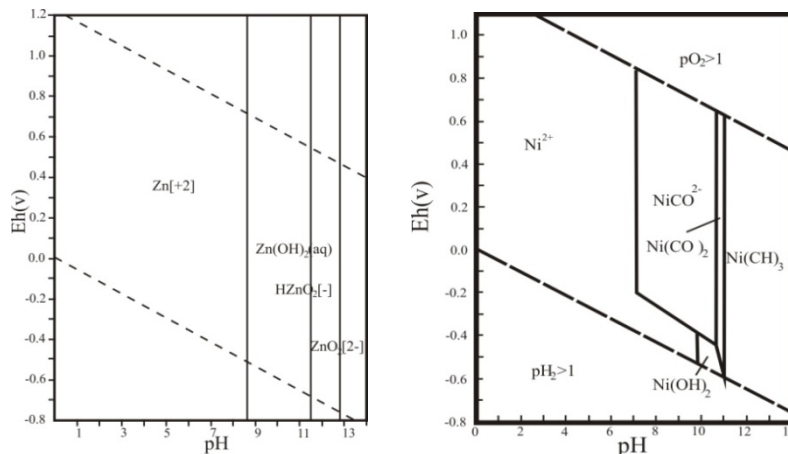 1.2
1.0
0.8
0.6
0.4
0.2
0.0
-0.2
-0.4
-0.6
-0.8
Eh(v)
Zn[+2]
Zn(OH)₂(aq)
HZnO₂[-]
ZnO₂[2-]
1 3 5 7 9 11 13
pH
1.0
0.8
0.6
0.4
0.2
0.0
-0.2
-0.4
-0.6
-0.8
Eh(v)
pO₂>1
Ni²⁺
NiCO²⁻
Ni(CO )₂
Ni(CH)₃
Ni(OH)₂
pH₂>1
0 2 4 6 8 10 12 14
pH